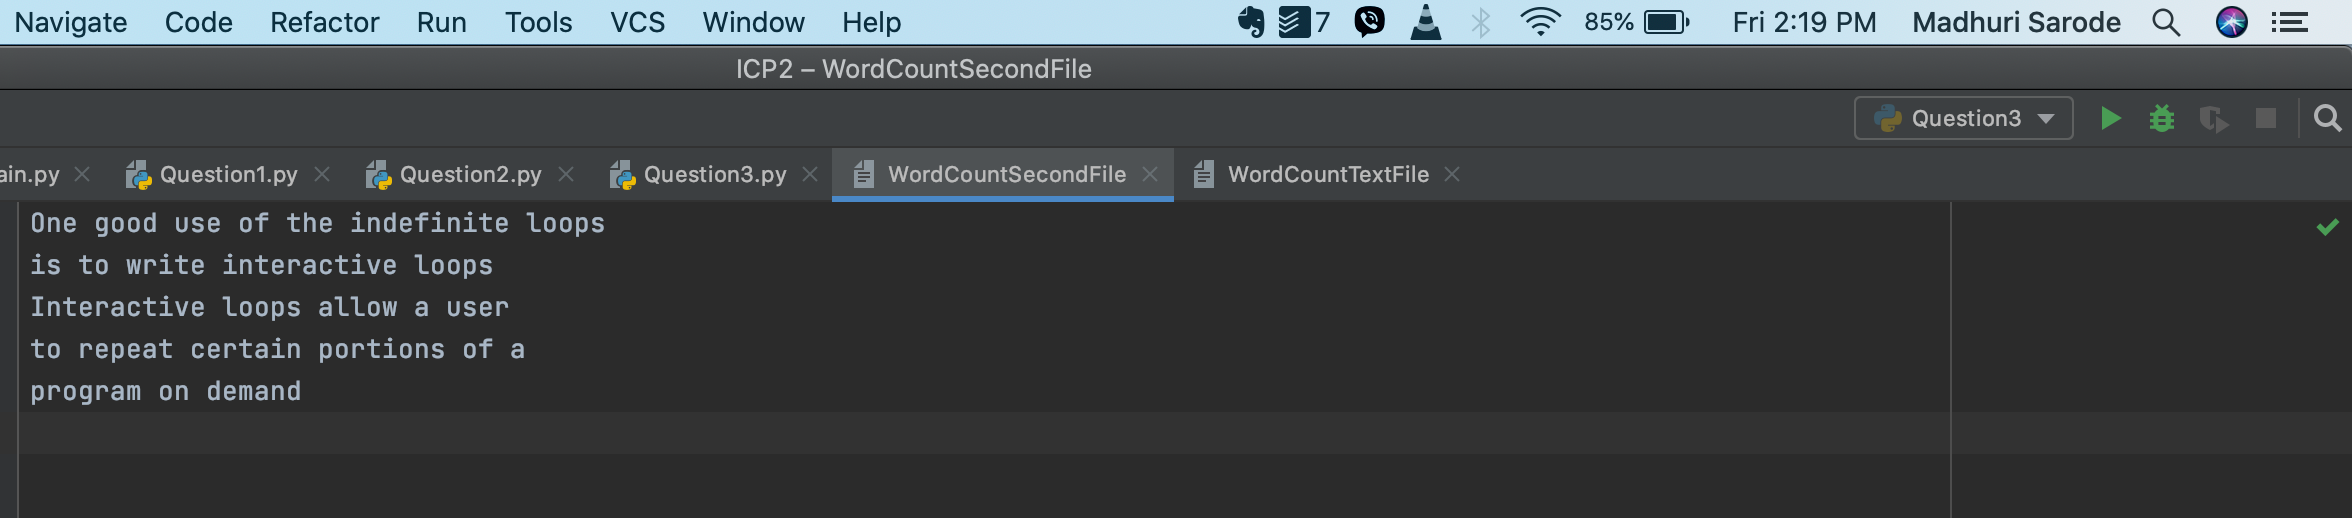 Navigate Code Refactor Run Tools VCS Window Help 7 85% Fri 2:19 PM Madhuri Sarode
ICP2 – WordCountSecondFile
Question3
ain.py Question1.py Question2.py Question3.py WordCountSecondFile WordCountTextFile
One good use of the indefinite loops
is to write interactive loops
Interactive loops allow a user
to repeat certain portions of a
program on demand